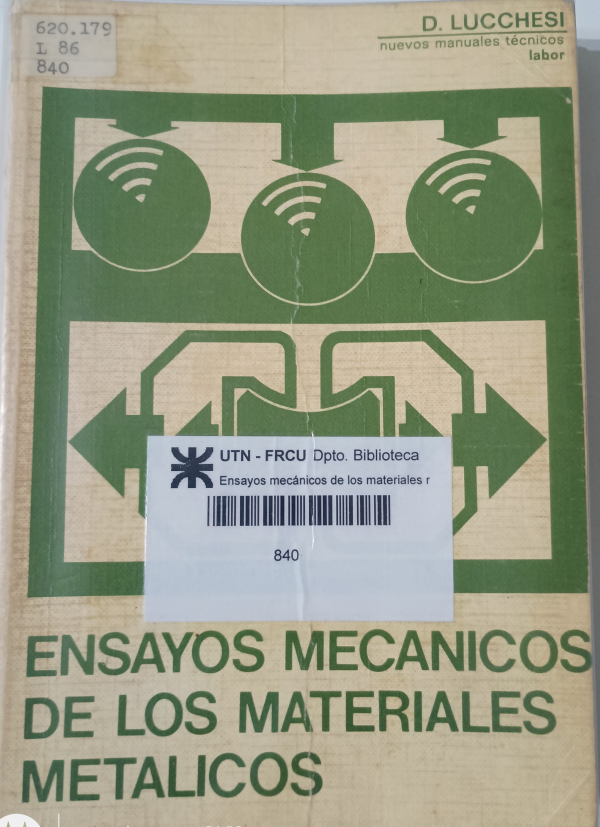 620.179
L 86
840
D. LUCCHESI
nuevos manuales técnicos
labor
UTN - FRCU Dpto. Biblioteca
Ensayos mecánicos de los materiales r
840
ENSAYOS MECANICOS
DE LOS MATERIALES
METALICOS